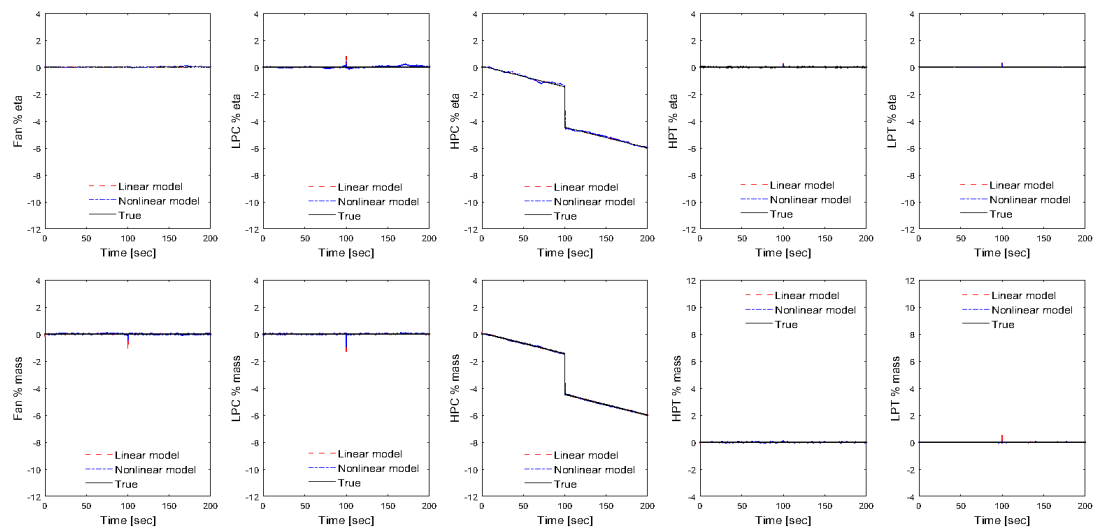 4
2
0
-2
-4
-6
-8
-10
-12
Fan % eta
Linear model
Nonlinear model
True
0 50 100 150 200
Time [sec]
4
2
0
-2
-4
-6
-8
-10
-12
LPC % eta
Linear model
Nonlinear model
True
0 50 100 150 200
Time [sec]
4
2
0
-2
-4
-6
-8
-10
-12
HPC % eta
Linear model
Nonlinear model
True
0 50 100 150 200
Time [sec]
4
2
0
-2
-4
-6
-8
-10
-12
HPT % eta
Linear model
Nonlinear model
True
0 50 100 150 200
Time [sec]
4
2
0
-2
-4
-6
-8
-10
-12
LPT % eta
Linear model
Nonlinear model
True
0 50 100 150 200
Time [sec]
4
2
0
-2
-4
-6
-8
-10
-12
Fan % mass
Linear model
Nonlinear model
True
0 50 100 150 200
Time [sec]
4
2
0
-2
-4
-6
-8
-10
-12
LPC % mass
Linear model
Nonlinear model
True
0 50 100 150 200
Time [sec]
4
2
0
-2
-4
-6
-8
-10
-12
HPC % mass
Linear model
Nonlinear model
True
0 50 100 150 200
Time [sec]
12
10
8
6
4
2
0
-2
-4
HPT % mass
Linear model
Nonlinear model
True
0 50 100 150 200
Time [sec]
12
10
8
6
4
2
0
-2
-4
LPT % mass
Linear model
Nonlinear model
True
0 50 100 150 200
Time [sec]